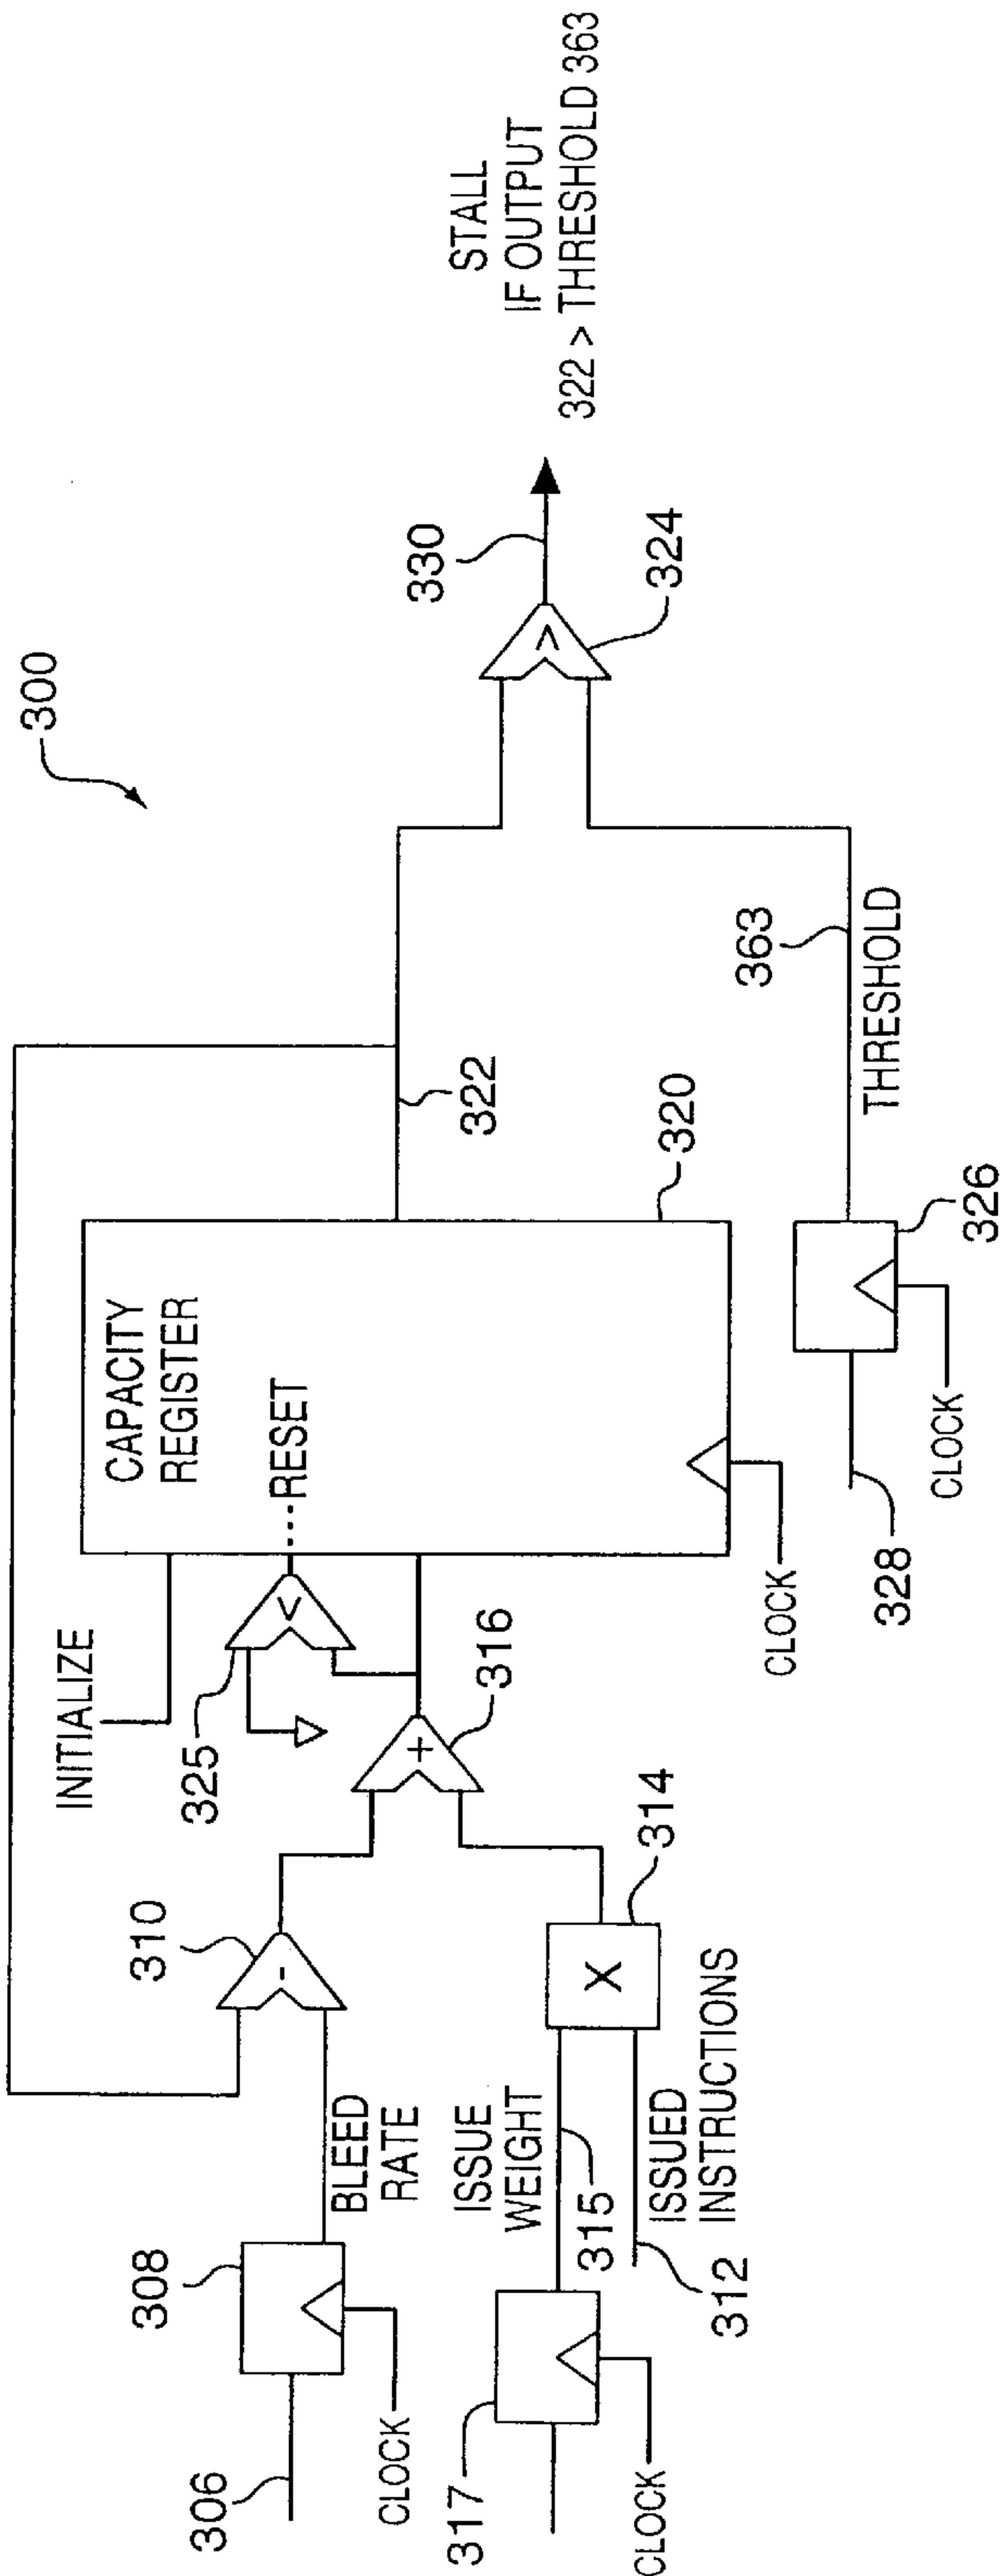 300
INITIALIZE
CAPACITY
REGISTER
RESET
325
<
310
-
316
+
322
320
330
>
324
STALL
IF OUTPUT
322 > THRESHOLD 363
308
306
BLEED
RATE
CLOCK
ISSUE
WEIGHT
315
314
X
317
312
ISSUED
INSTRUCTIONS
CLOCK
CLOCK
363
THRESHOLD
326
328
CLOCK